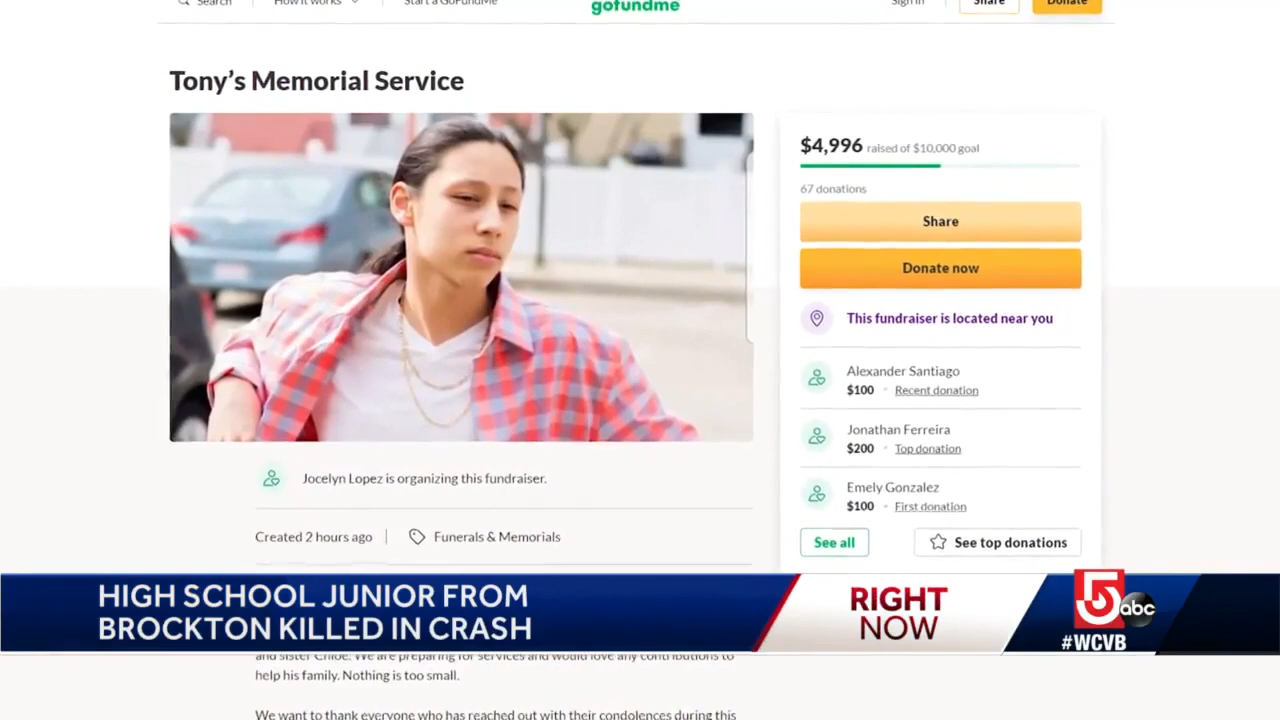 Search
How it works
Start a GoFundMe
gofundme
Sign in
Share
Donate
Tony's Memorial Service
$4,996 raised of $10,000 goal
67 donations
Share
Donate now
This fundraiser is located near you
Alexander Santiago
$100 • Recent donation
Jonathan Ferreira
$200 • Top donation
Emely Gonzalez
$100 • First donation
See all
See top donations
Jocelyn Lopez is organizing this fundraiser.
Created 2 hours ago
Funerals & Memorials
HIGH SCHOOL JUNIOR FROM
BROCKTON KILLED IN CRASH
RIGHT
NOW
5 abc
#WCVB
and sister Chloe. We are preparing for services and would love any contributions to
help his family. Nothing is too small.
We want to thank everyone who has reached out with their condolences during this